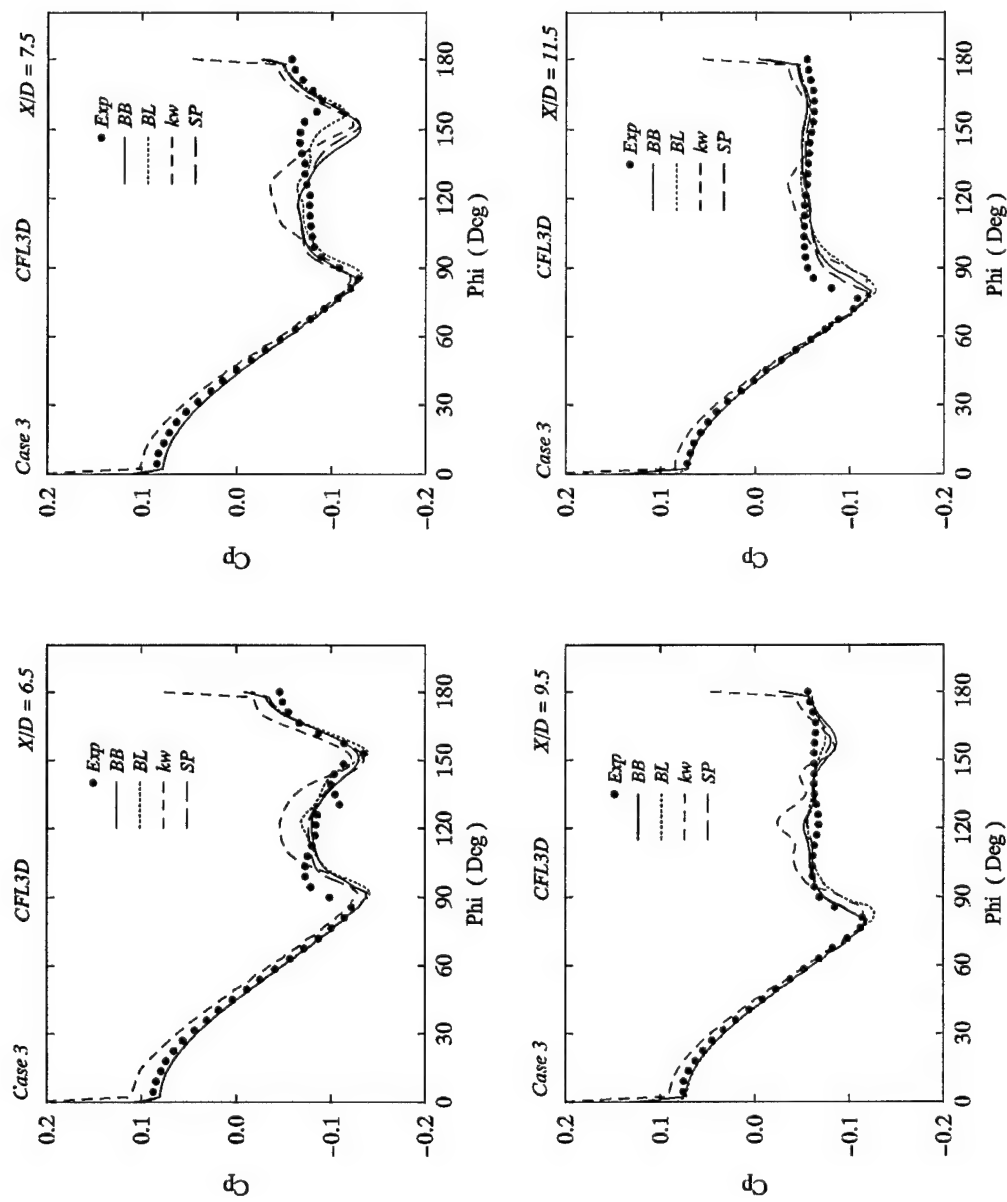 Case 3 CFL3D X/D = 6.5
Exp
BB
BL
kw
SP
0.2
0.1
0.0
-0.1
-0.2
Cp
0 30 60 90 120 150 180
Phi ( Deg )
Case 3 CFL3D X/D = 7.5
Exp
BB
BL
kw
SP
0.2
0.1
0.0
-0.1
-0.2
Cp
0 30 60 90 120 150 180
Phi ( Deg )
Case 3 CFL3D X/D = 9.5
Exp
BB
BL
kw
SP
0.2
0.1
0.0
-0.1
-0.2
Cp
0 30 60 90 120 150 180
Phi ( Deg )
Case 3 CFL3D X/D = 11.5
Exp
BB
BL
kw
SP
0.2
0.1
0.0
-0.1
-0.2
Cp
0 30 60 90 120 150 180
Phi ( Deg )